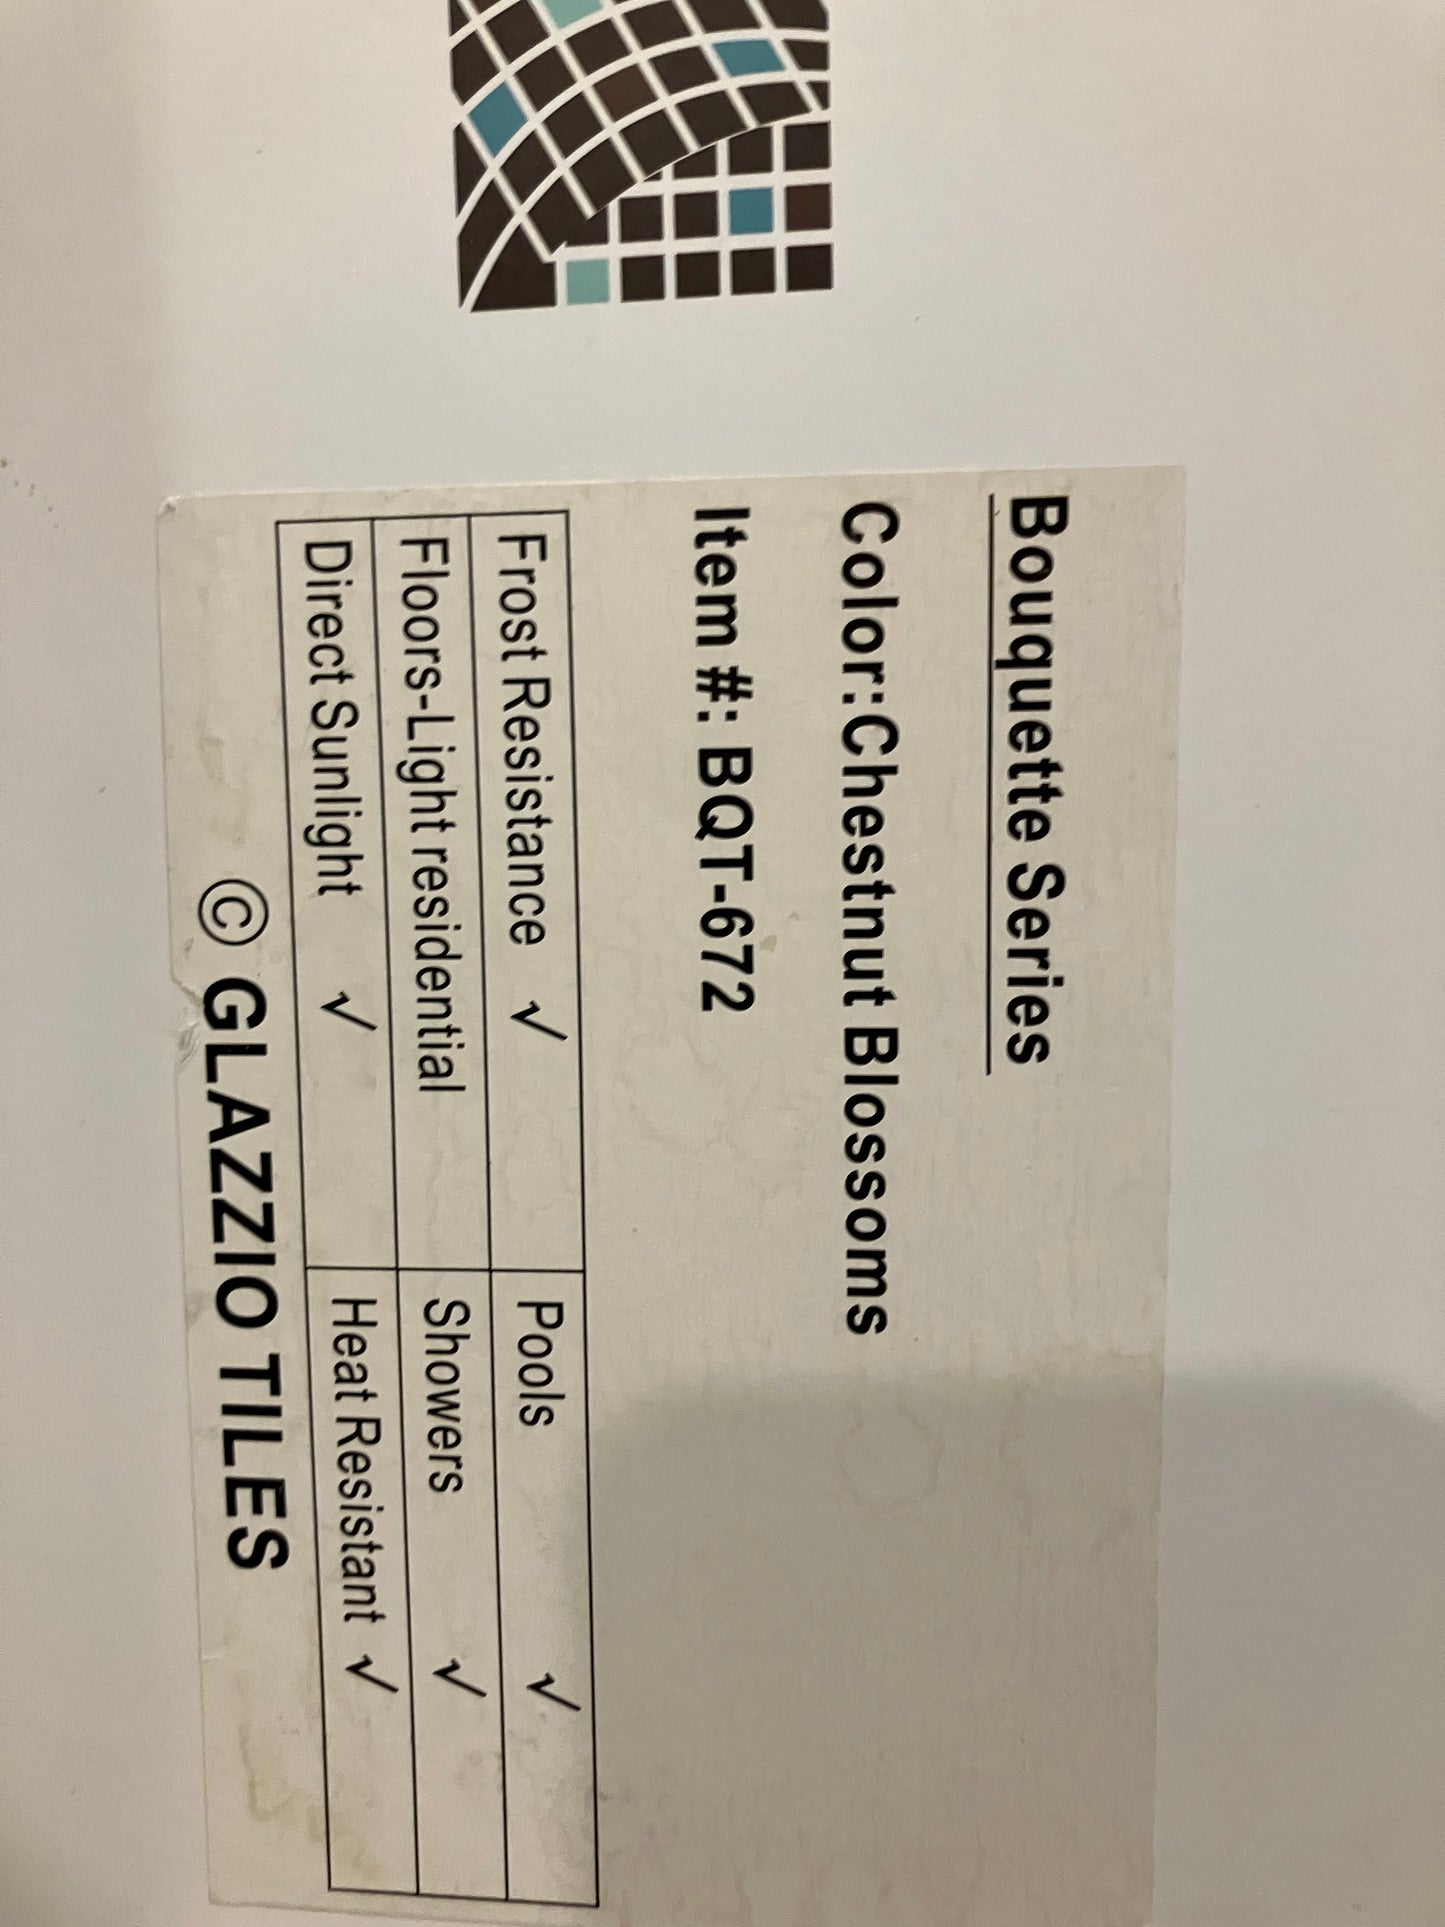 Bouquette Series
Color:Chestnut Blossoms
Item #: BQT-672
Frost Resistance ✓ Pools ✓
Floors-Light residential Showers ✓
Direct Sunlight ✓ Heat Resistant ✓
© GLAZZIO TILES